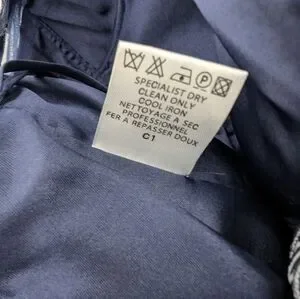 P
SPECIALIST DRY
CLEAN ONLY
COOL IRON
NETTOYAGE A SEC
PROFESSIONNEL
FER A REPASSER DOUX
C1